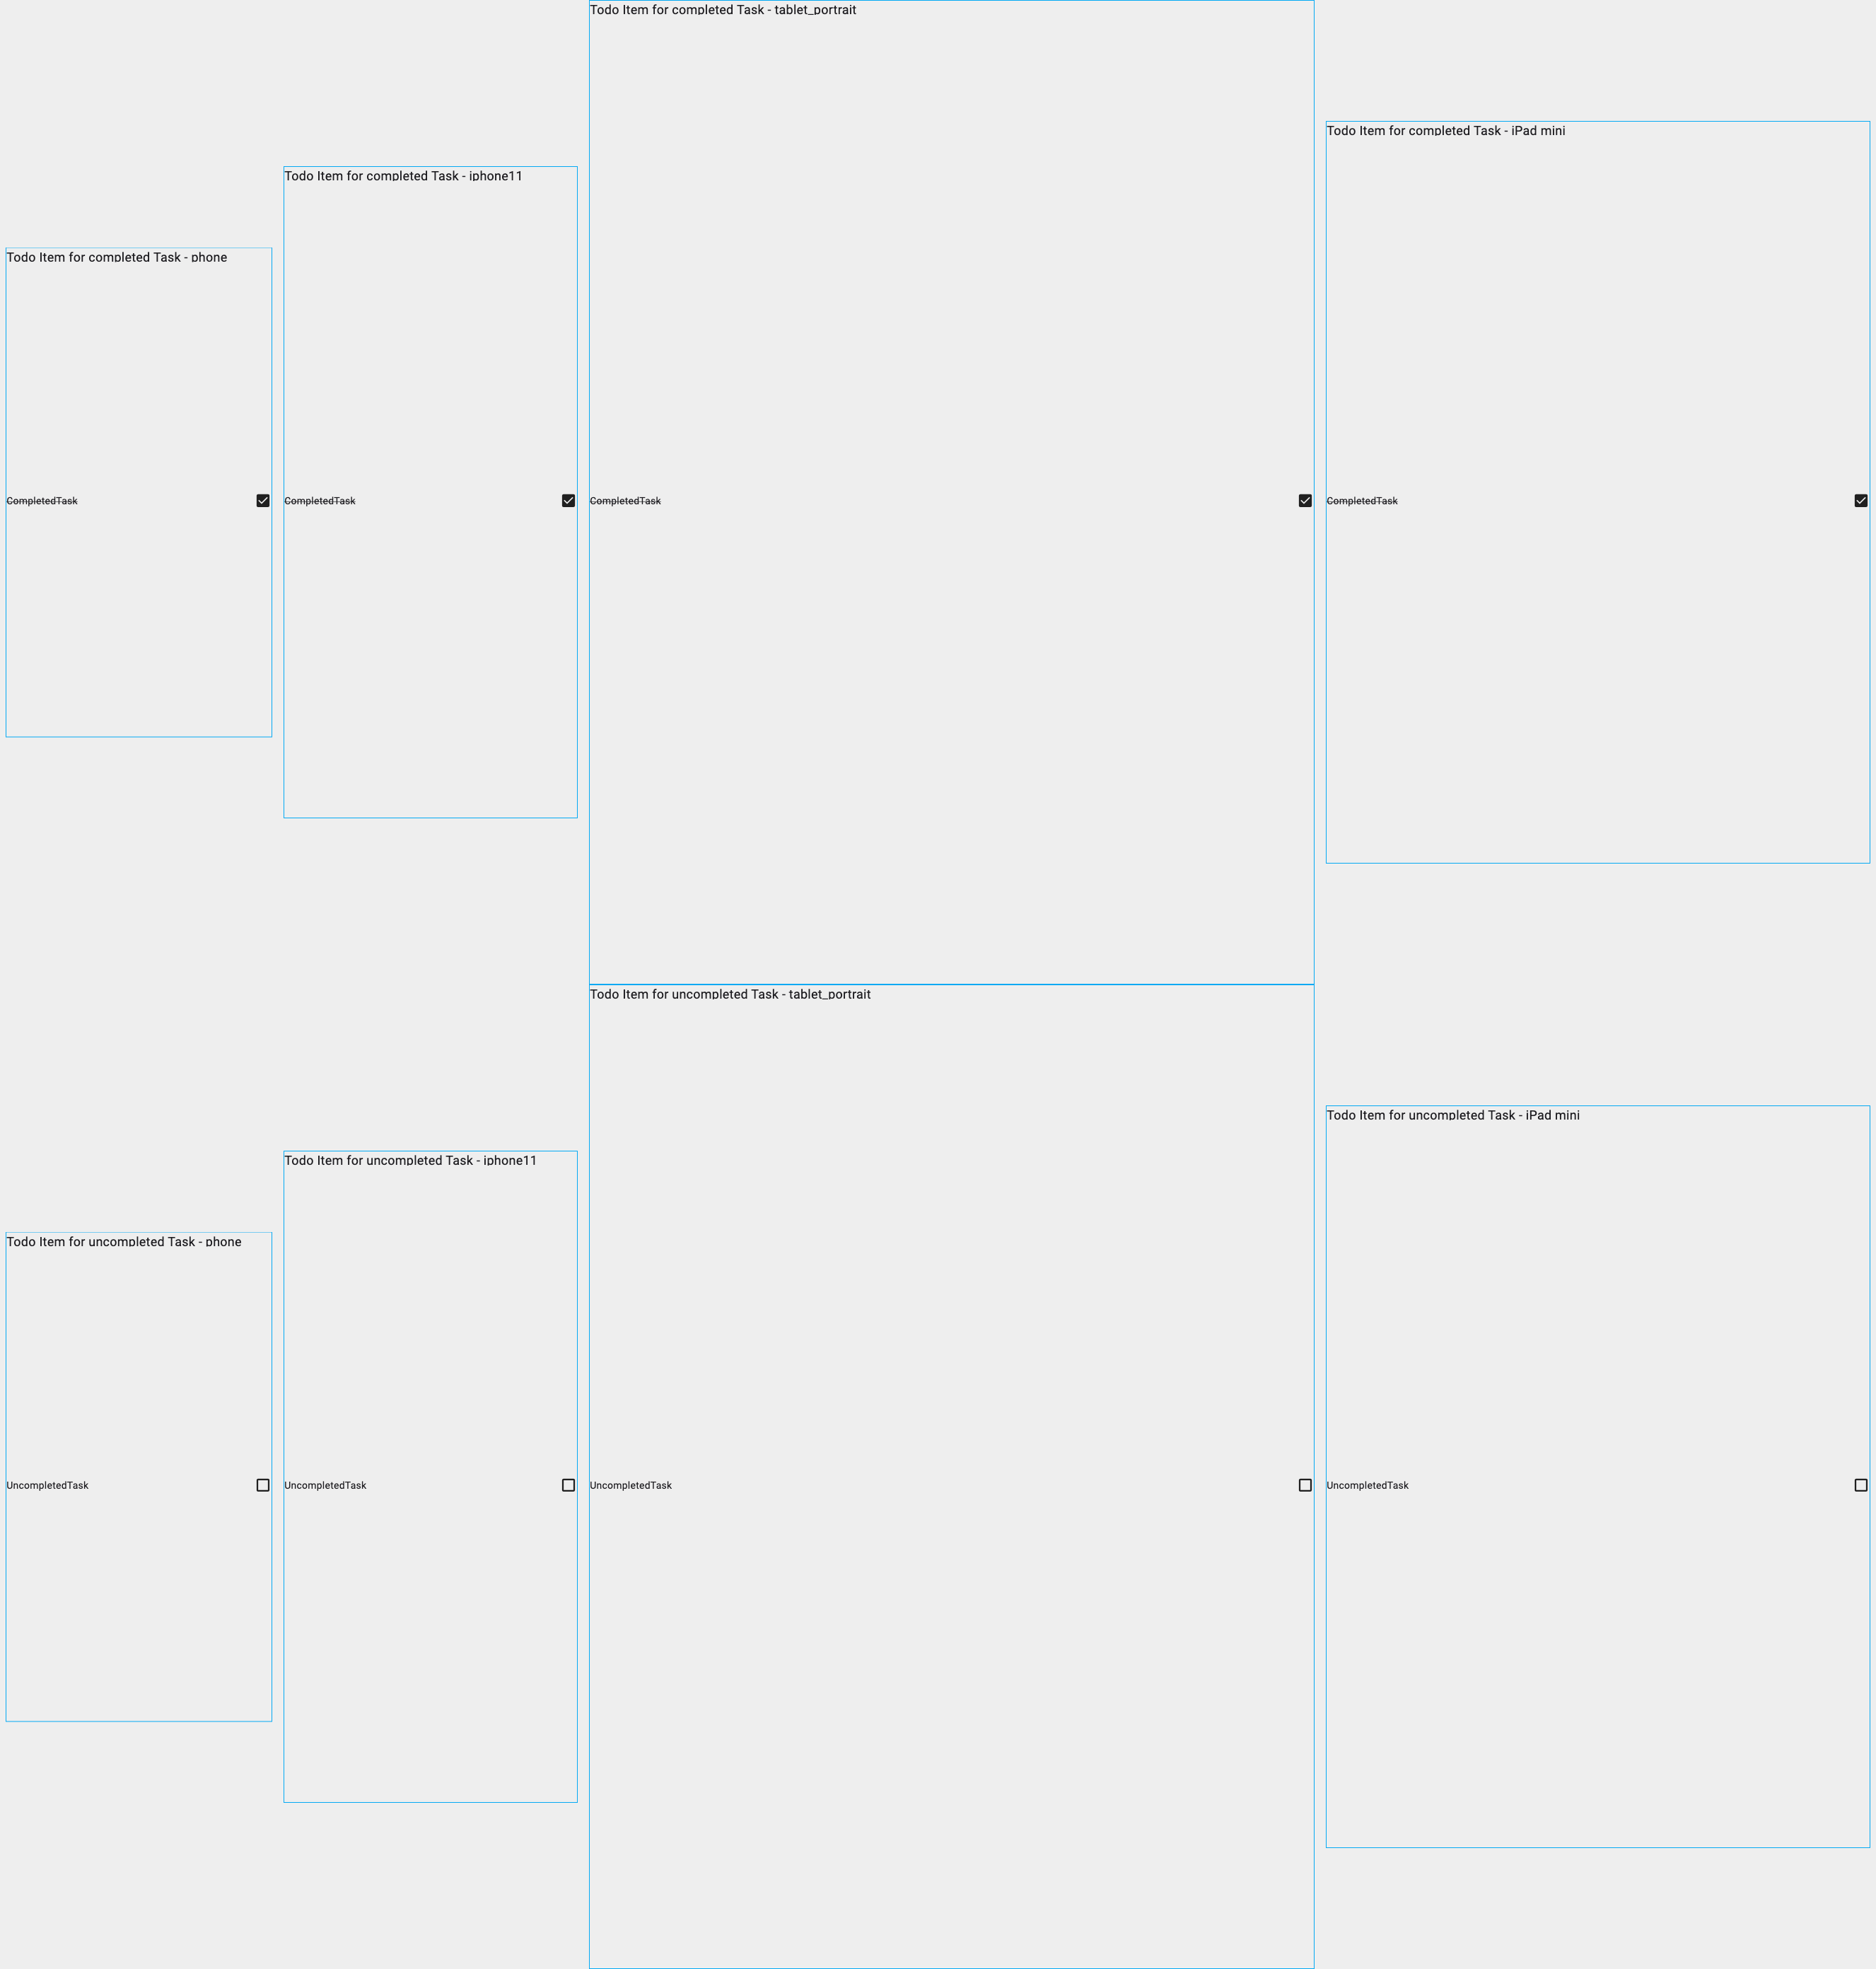 Todo Item for completed Task - tablet_portrait
Todo Item for completed Task - iPad mini
Todo Item for completed Task - iphone11
Todo Item for completed Task - phone
CompletedTask
CompletedTask
CompletedTask
CompletedTask
Todo Item for uncompleted Task - tablet_portrait
Todo Item for uncompleted Task - iPad mini
Todo Item for uncompleted Task - iphone11
Todo Item for uncompleted Task - phone
UncompletedTask
UncompletedTask
UncompletedTask
UncompletedTask